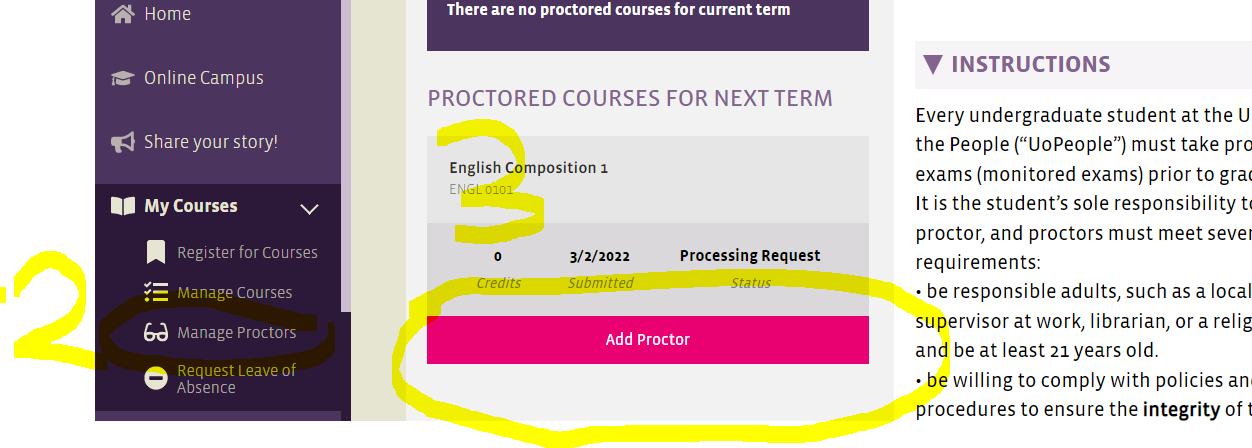 Home
Online Campus
Share your story!
My Courses
Register for Courses
Manage Courses
Manage Proctors
Request Leave of
Absence
2
There are no proctored courses for current term
PROCTORED COURSES FOR NEXT TERM
3
English Composition 1
ENGL 0101
0 3/2/2022 Processing Request
Credits Submitted Status
Add Proctor
INSTRUCTIONS
Every undergraduate student at the U
the People (“UoPeople”) must take pro
exams (monitored exams) prior to grad
It is the student's sole responsibility to
proctor, and proctors must meet sever
requirements:
• be responsible adults, such as a local
supervisor at work, librarian, or a relig
and be at least 21 years old.
• be willing to comply with policies and
procedures to ensure the integrity of t